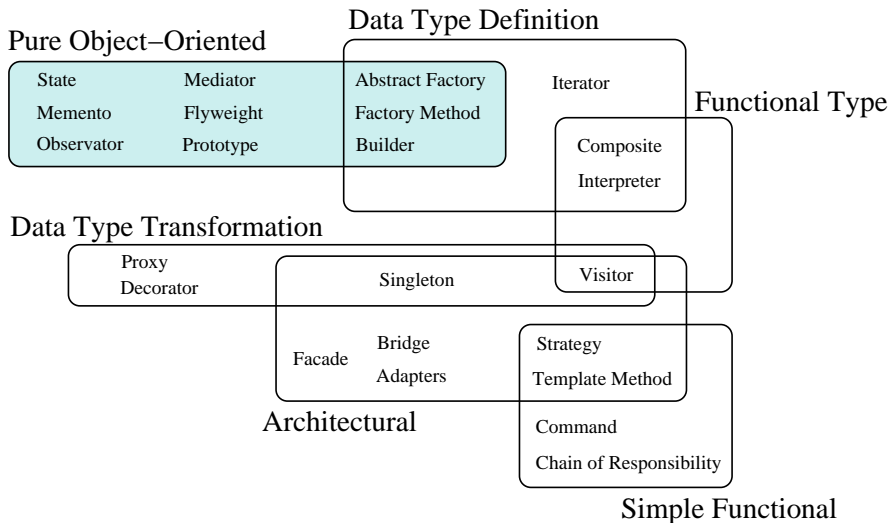 Data Type Definition
Pure Object–Oriented
State Mediator Abstract Factory Iterator
Memento Flyweight Factory Method
Functional Type
Observator Prototype Builder Composite
Interpreter
Data Type Transformation
Proxy
Decorator Singleton Visitor
Facade Bridge Strategy
Adapters Template Method
Architectural
Command
Chain of Responsibility
Simple Functional